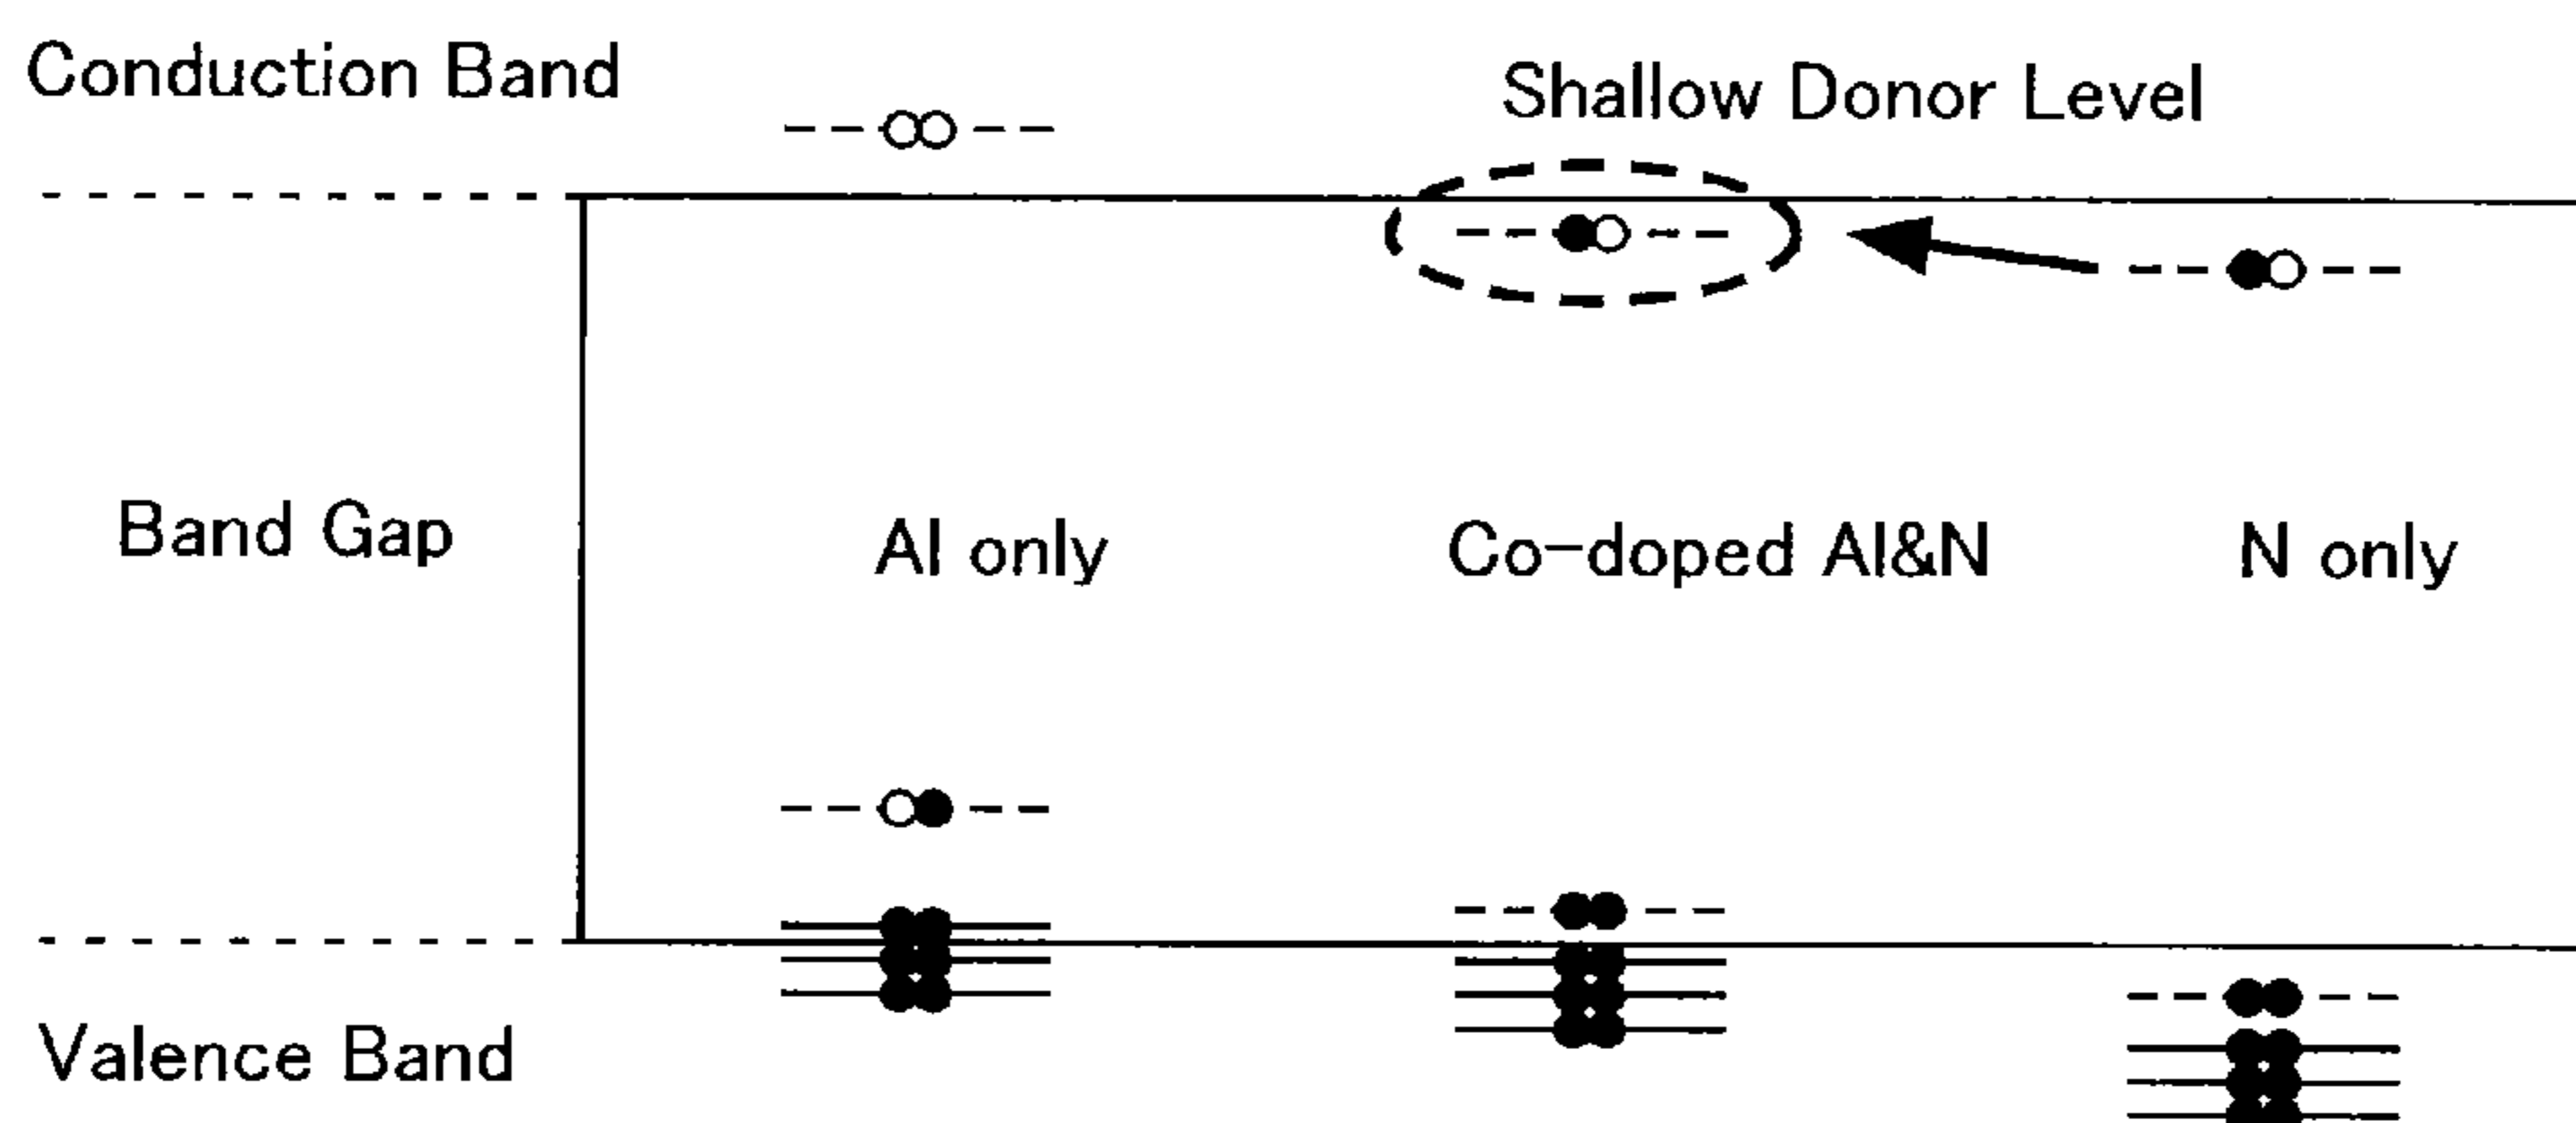 Conduction Band
Shallow Donor Level
Band Gap
Al only
Co-doped Al&N
N only
Valence Band